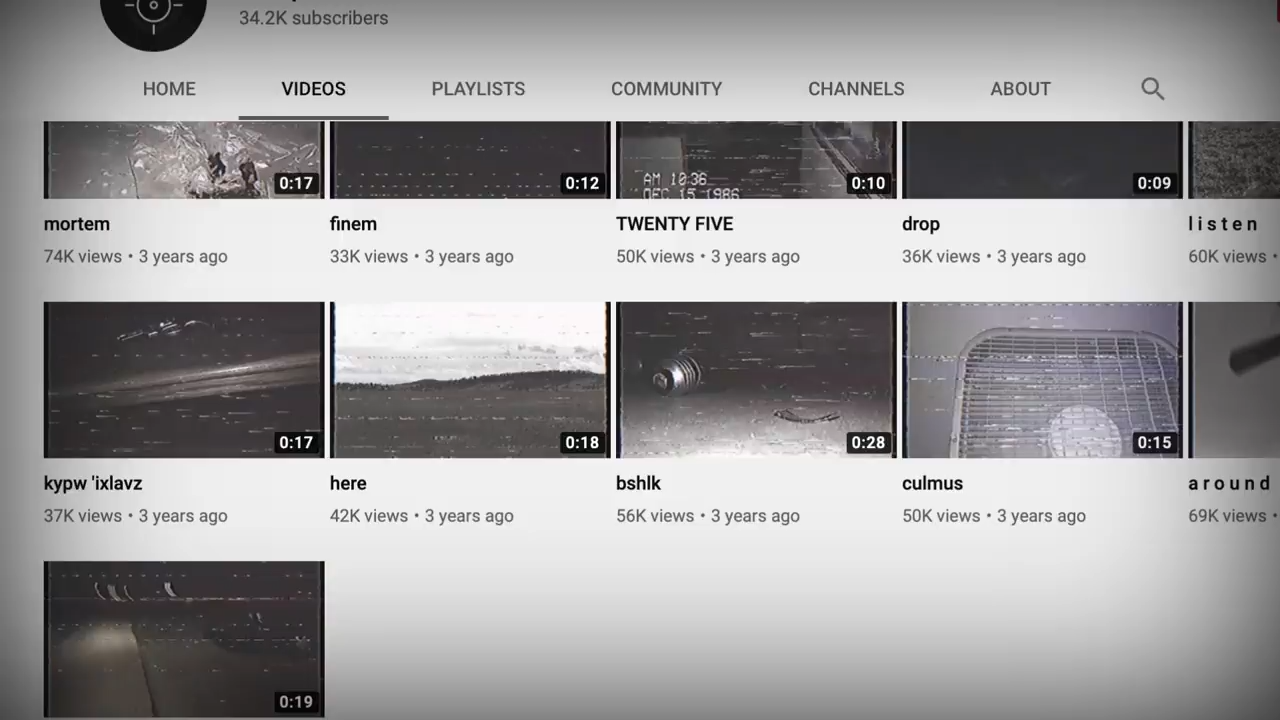 34.2K subscribers
HOME VIDEOS PLAYLISTS COMMUNITY CHANNELS ABOUT
0:17 0:12 AM 10:36 0:10 0:09
DEC 15 1986
mortem finem TWENTY FIVE drop l i s t e n
74K views • 3 years ago 33K views • 3 years ago 50K views • 3 years ago 36K views • 3 years ago 60K views •
0:17 0:18 0:28 0:15
kypw 'ixlavz here bshlk culmus a r o u n d
37K views • 3 years ago 42K views • 3 years ago 56K views • 3 years ago 50K views • 3 years ago 69K views •
0:19